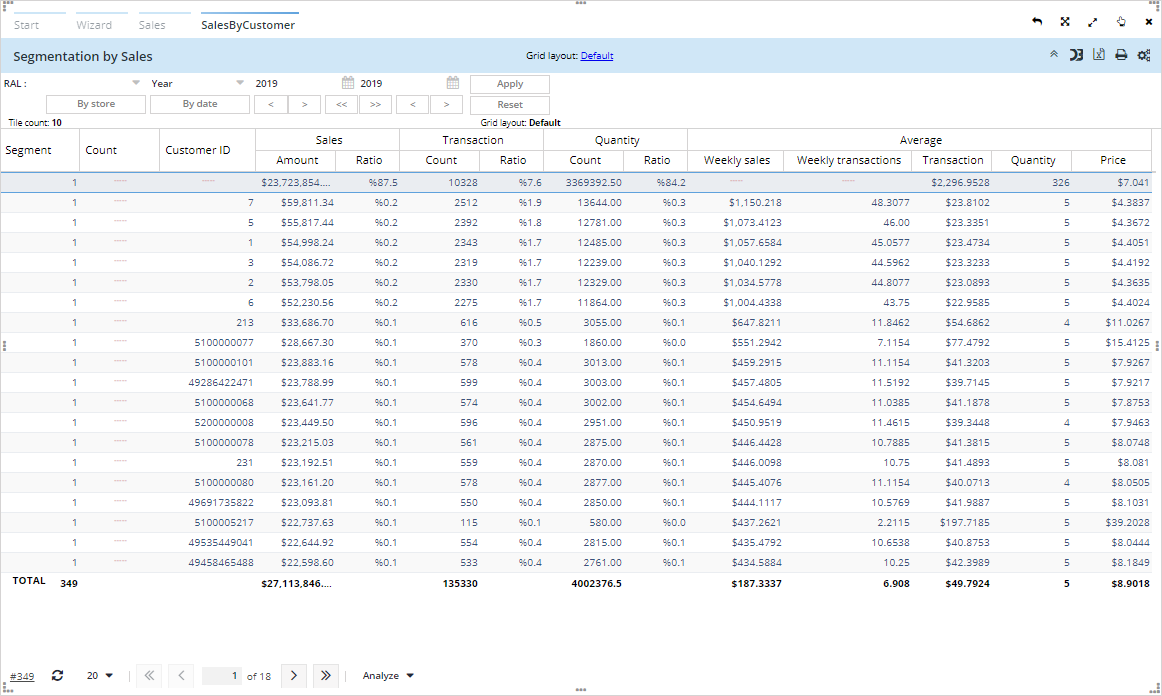 Start Wizard Sales SalesByCustomer
Segmentation by Sales Grid layout: Default
RAL : Year 2019 2019 Apply
By store By date < > << >> < > Reset
Tile count: 10 Grid layout: Default
Segment Count Customer ID Sales Transaction Quantity Average
Amount Ratio Count Ratio Count Ratio Weekly sales Weekly transactions Transaction Quantity Price
1 ---- ---- $23,723,854.... %87.5 10328 %7.6 3369392.50 %84.2 ---- ---- $2,296.9528 326 $7.041
1 ---- 7 $59,811.34 %0.2 2512 %1.9 13644.00 %0.3 $1,150.218 48.3077 $23.8102 5 $4.3837
1 ---- 5 $55,817.44 %0.2 2392 %1.8 12781.00 %0.3 $1,073.4123 46.00 $23.3351 5 $4.3672
1 ---- 1 $54,998.24 %0.2 2343 %1.7 12485.00 %0.3 $1,057.6584 45.0577 $23.4734 5 $4.4051
1 ---- 3 $54,086.72 %0.2 2319 %1.7 12239.00 %0.3 $1,040.1292 44.5962 $23.3233 5 $4.4192
1 ---- 2 $53,798.05 %0.2 2330 %1.7 12329.00 %0.3 $1,034.5778 44.8077 $23.0893 5 $4.3635
1 ---- 6 $52,230.56 %0.2 2275 %1.7 11864.00 %0.3 $1,004.4338 43.75 $22.9585 5 $4.4024
1 ---- 213 $33,686.70 %0.1 616 %0.5 3055.00 %0.1 $647.8211 11.8462 $54.6862 4 $11.0267
1 ---- 5100000077 $28,667.30 %0.1 370 %0.3 1860.00 %0.0 $551.2942 7.1154 $77.4792 5 $15.4125
1 ---- 5100000101 $23,883.16 %0.1 578 %0.4 3013.00 %0.1 $459.2915 11.1154 $41.3203 5 $7.9267
1 ---- 49286422471 $23,788.99 %0.1 599 %0.4 3003.00 %0.1 $457.4805 11.5192 $39.7145 5 $7.9217
1 ---- 5100000068 $23,641.77 %0.1 574 %0.4 3002.00 %0.1 $454.6494 11.0385 $41.1878 5 $7.8753
1 ---- 5200000008 $23,449.50 %0.1 596 %0.4 2951.00 %0.1 $450.9519 11.4615 $39.3448 4 $7.9463
1 ---- 5100000078 $23,215.03 %0.1 561 %0.4 2875.00 %0.1 $446.4428 10.7885 $41.3815 5 $8.0748
1 ---- 231 $23,192.51 %0.1 559 %0.4 2870.00 %0.1 $446.0098 10.75 $41.4893 5 $8.081
1 ---- 5100000080 $23,161.20 %0.1 578 %0.4 2877.00 %0.1 $445.4076 11.1154 $40.0713 4 $8.0505
1 ---- 49691735822 $23,093.81 %0.1 550 %0.4 2850.00 %0.1 $444.1117 10.5769 $41.9887 5 $8.1031
1 ---- 5100005217 $22,737.63 %0.1 115 %0.1 580.00 %0.0 $437.2621 2.2115 $197.7185 5 $39.2028
1 ---- 49535449041 $22,644.92 %0.1 554 %0.4 2815.00 %0.1 $435.4792 10.6538 $40.8753 5 $8.0444
1 ---- 49458465488 $22,598.60 %0.1 533 %0.4 2761.00 %0.1 $434.5884 10.25 $42.3989 5 $8.1849
TOTAL 349 $27,113,846.... 135330 4002376.5 $187.3337 6.908 $49.7924 5 $8.9018
#349 20 1 of 18 Analyze